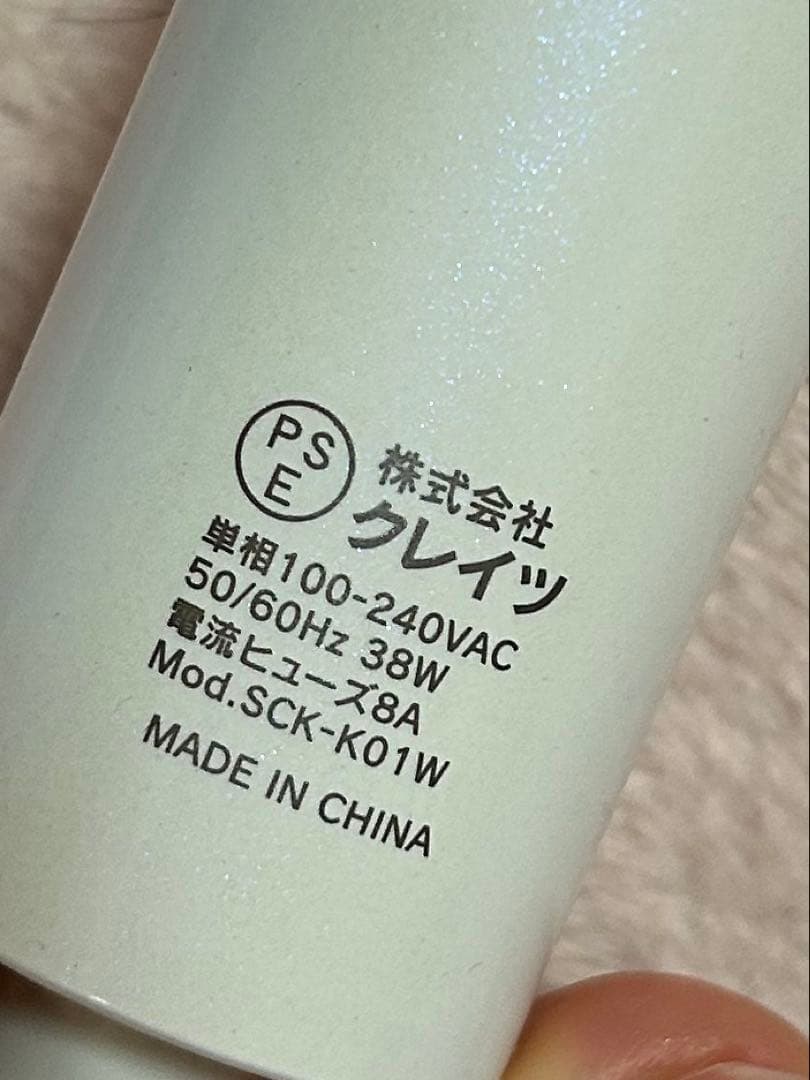 PS
E
株式会社
クレイツ
単相100-240VAC
50/60Hz 38W
電流ヒューズ8A
Mod.SCK-K01W
MADE IN CHINA